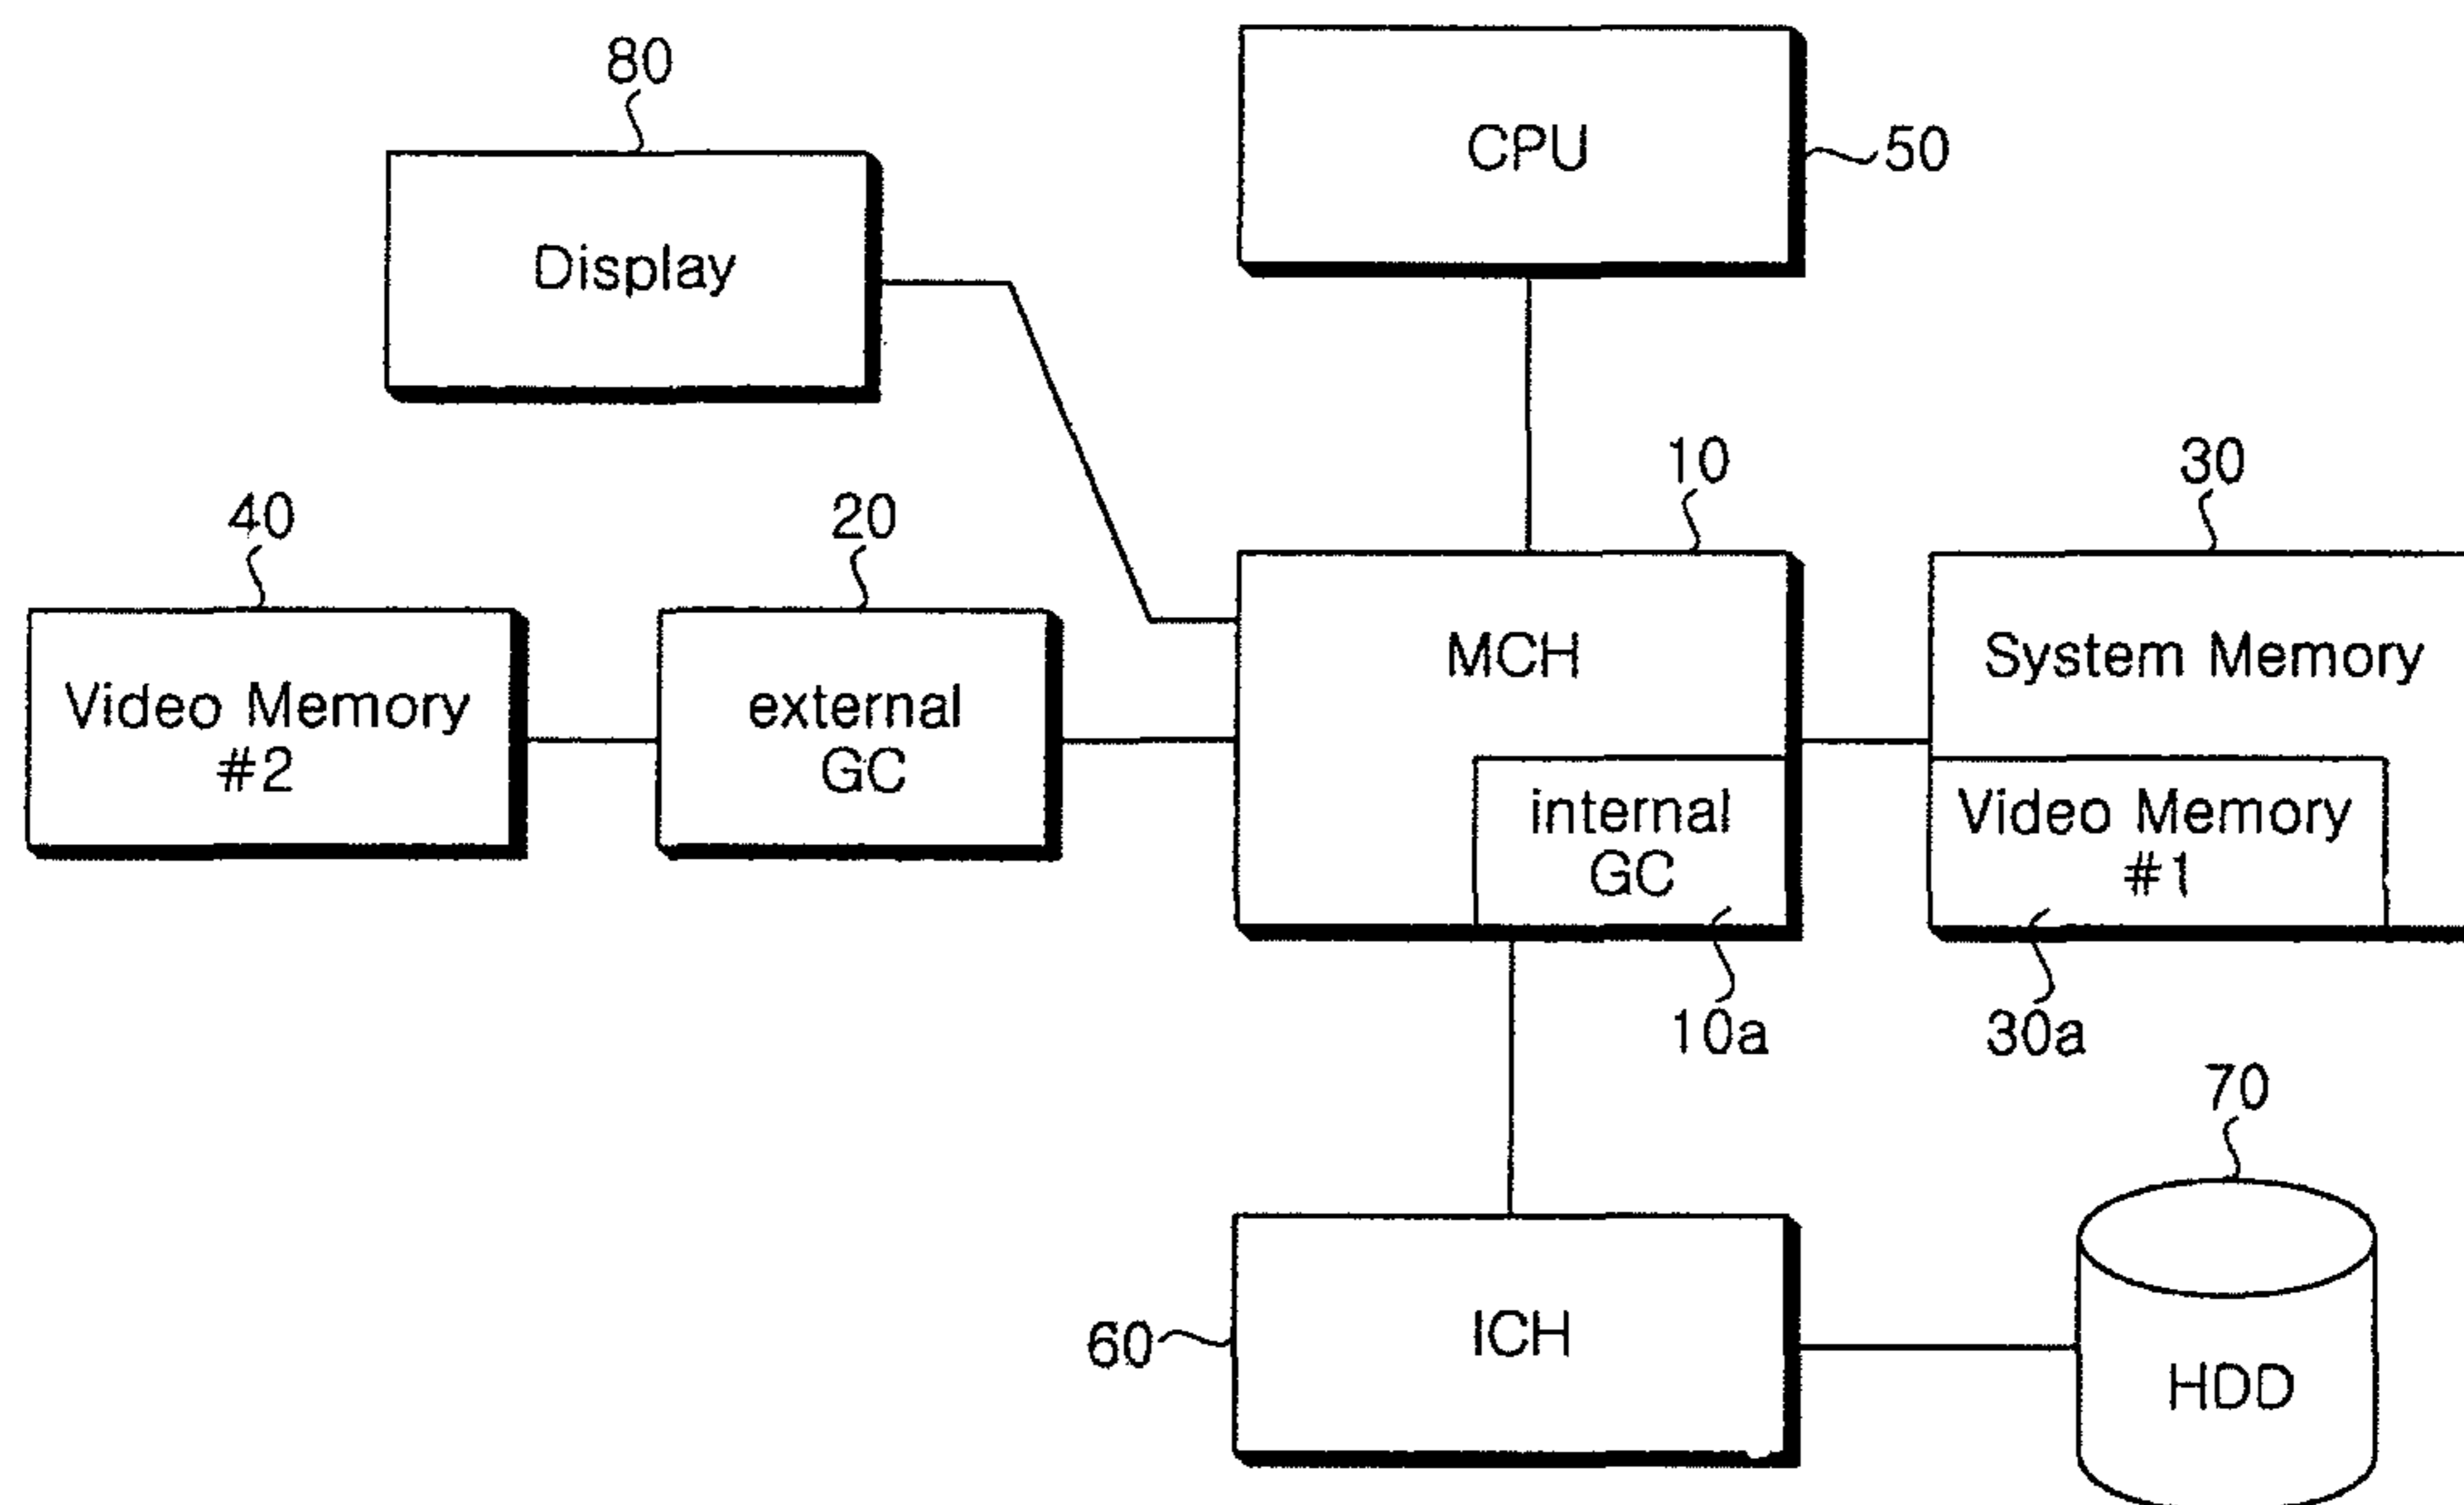 80
CPU
50
Display
10
30
40
20
MCH
System Memory
Video Memory
#2
external
GC
internal
GC
Video Memory
#1
10a
30a
70
60
ICH
HDD